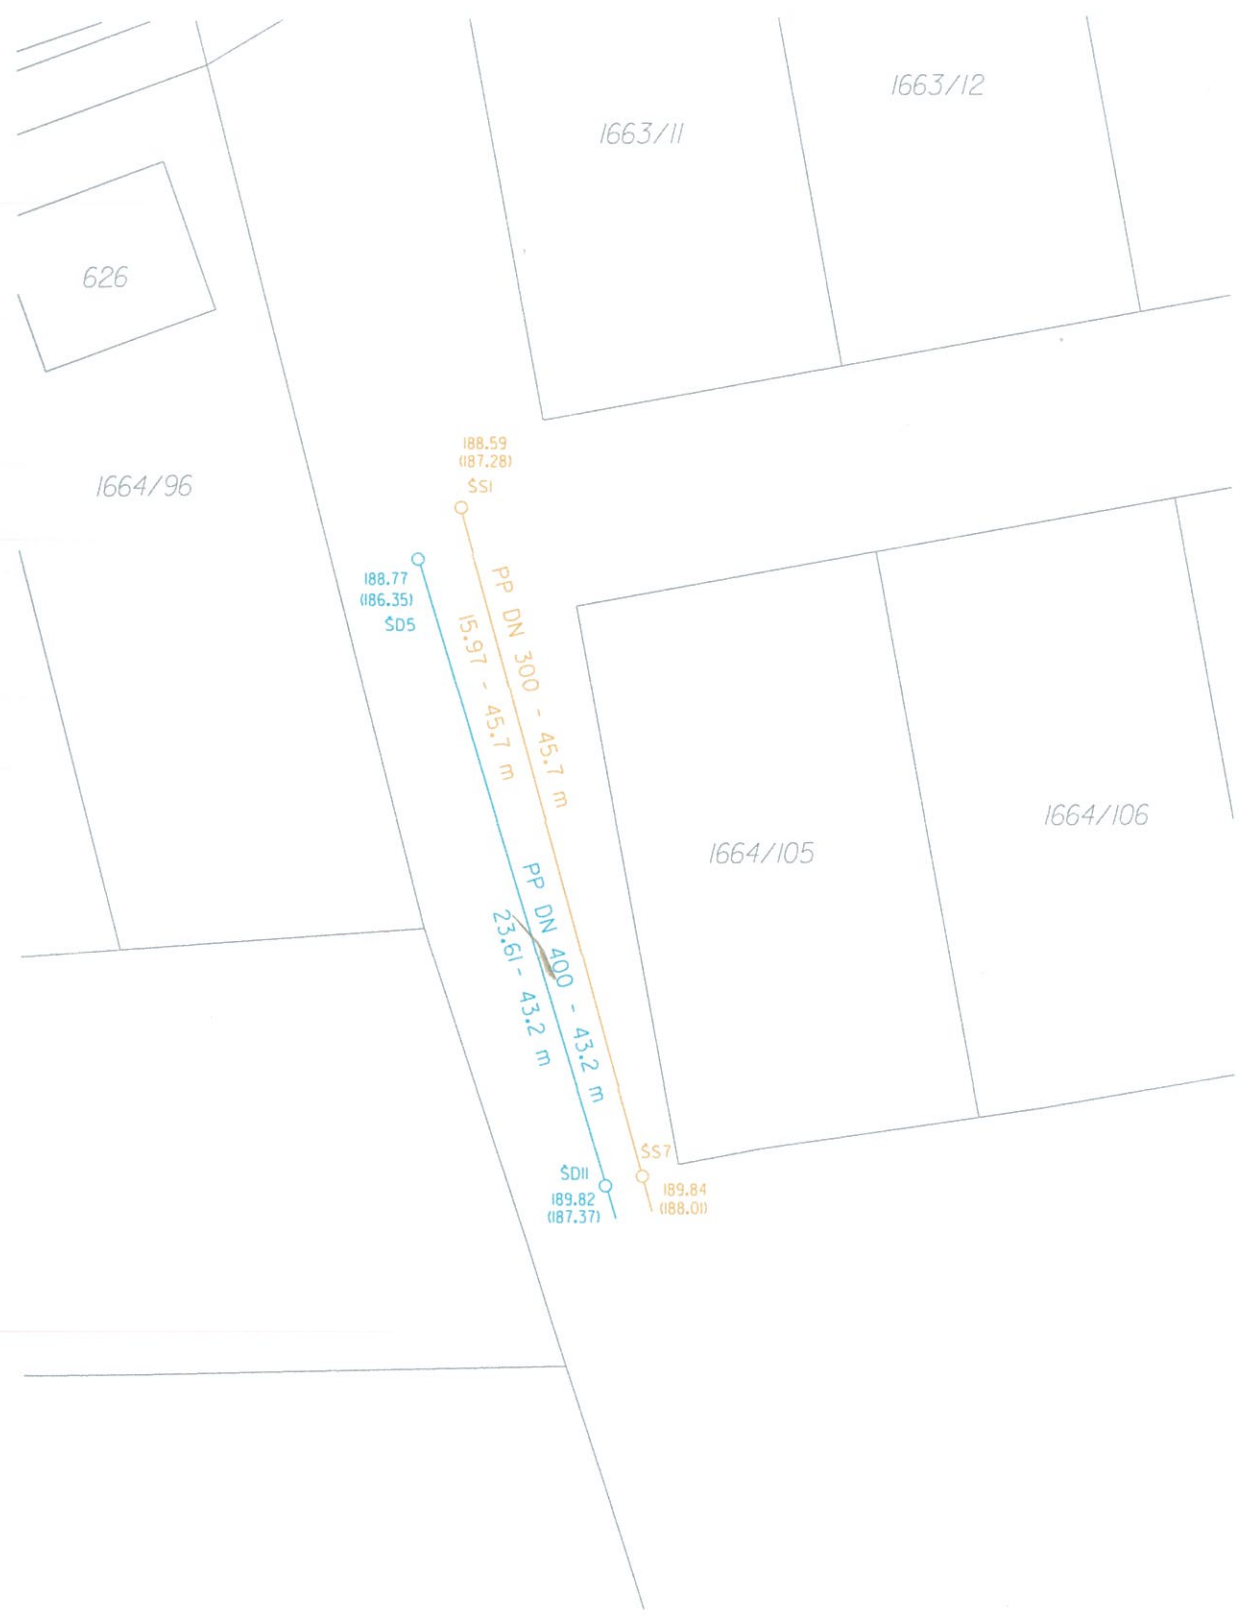 1663/12
1663/11
626
188.59
(187.28)
ŠS1
1664/96
188.77
(186.35)
ŠD5
PP DN 300 - 45.7 m
15.97 - 45.7 m
1664/106
1664/105
PP DN 400 - 43.2 m
23.61 - 43.2 m
ŠS7
189.84
(188.01)
ŠD11
189.82
(187.37)